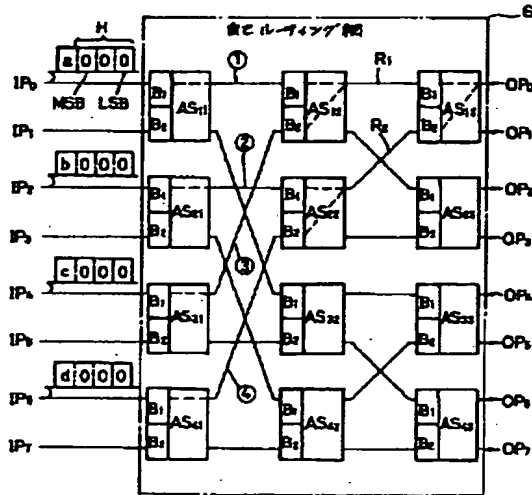 6
H
自己ルーティング網
a 0 0 0
① R₁
IP₀ B₁ AS₁₁ B₁ AS₁₂ B₁ OP₀
MSB LSB
IP₁ B₂ B₂ B₂ OP₁
② R₂
b 0 0 0
IP₂ B₁ AS₂₁ B₁ AS₂₂ B₁ AS₂₃ OP₂
IP₃ B₂ B₂ B₂ OP₃
③
c 0 0 0
IP₄ B₁ AS₃₁ B₁ AS₃₂ B₁ AS₃₃ OP₄
IP₅ B₂ B₂ B₂ OP₅
④
d 0 0 0
IP₆ B₁ AS₄₁ B₁ AS₄₂ B₁ AS₄₃ OP₆
IP₇ B₂ B₂ B₂ OP₇